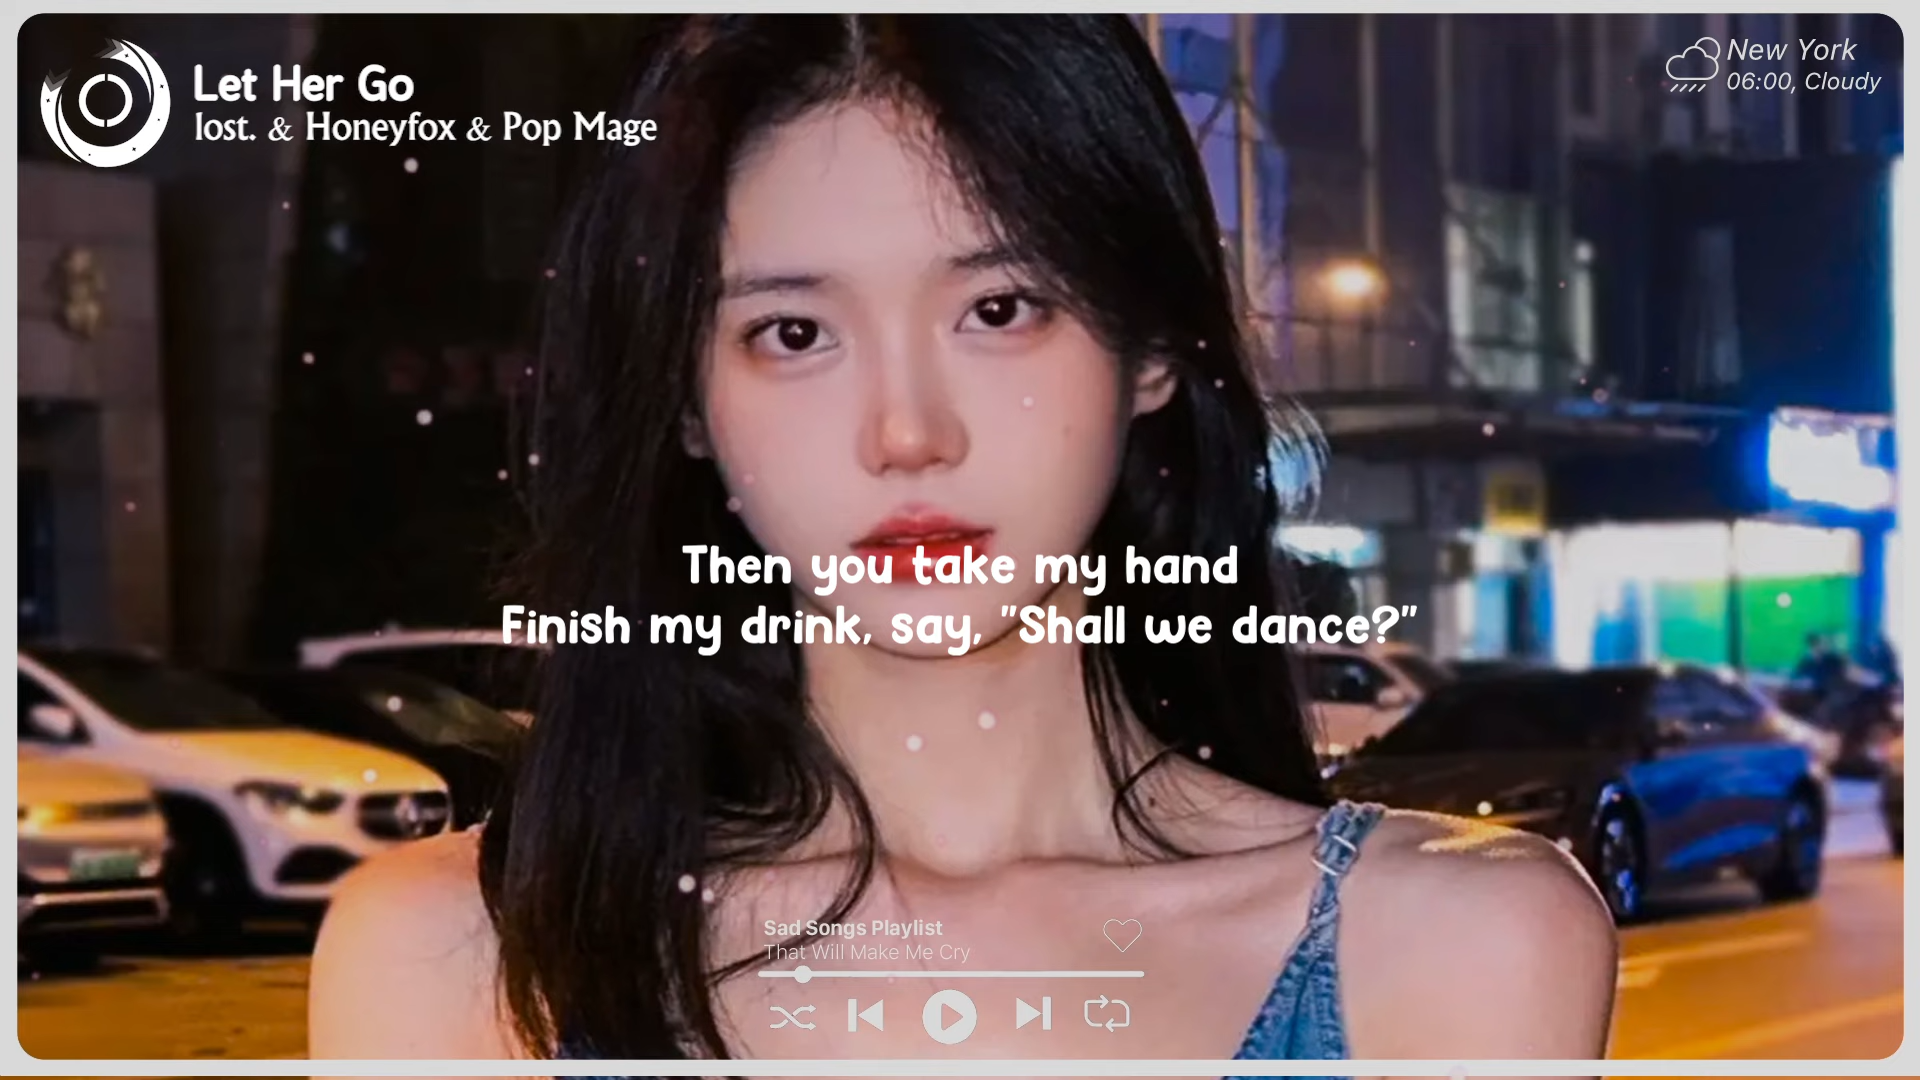 Let Her Go
lost. & Honeyfox & Pop Mage
New York
06:00, Cloudy
Then you take my hand
Finish my drink, say, "Shall we dance?"
Sad Songs Playlist
That Will Make Me Cry